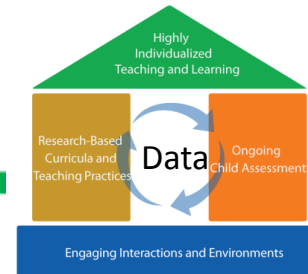 Highly
Individualized
Teaching and Learning
Research-Based
Curricula and
Teaching Practices
Data
Ongoing
Child Assessment
Engaging Interactions and Environments